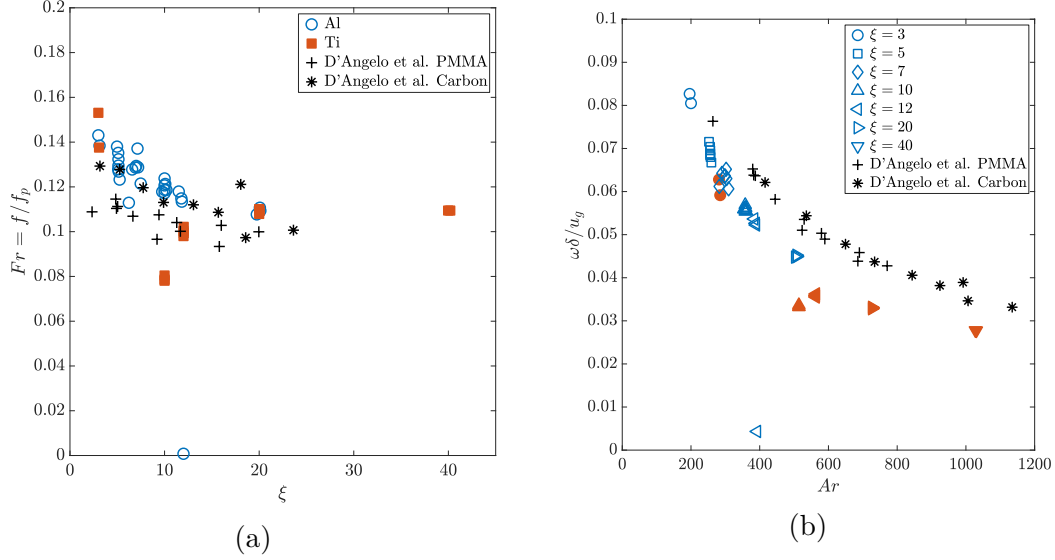 0.2
0.18
0.16
0.14
0.12
0.1
0.08
0.06
0.04
0.02
0
Fr = f/f_p
0 10 20 30 40
ξ
Al
Ti
D'Angelo et al. PMMA
D'Angelo et al. Carbon
(a)
0.1
0.09
0.08
0.07
0.06
0.05
0.04
0.03
0.02
0.01
0
ωδ/u_g
0 200 400 600 800 1000 1200
Ar
ξ = 3
ξ = 5
ξ = 7
ξ = 10
ξ = 12
ξ = 20
ξ = 40
D'Angelo et al. PMMA
D'Angelo et al. Carbon
(b)